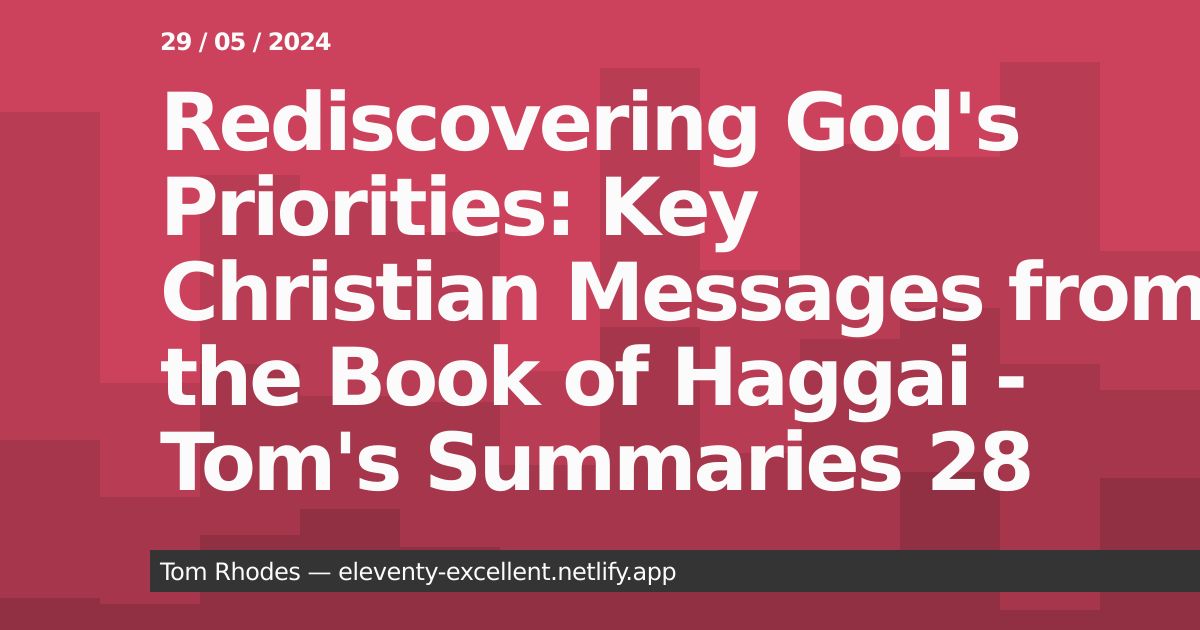 29 / 05 / 2024
Rediscovering God's
Priorities: Key
Christian Messages from
the Book of Haggai -
Tom's Summaries 28
Tom Rhodes — eleventy-excellent.netlify.app